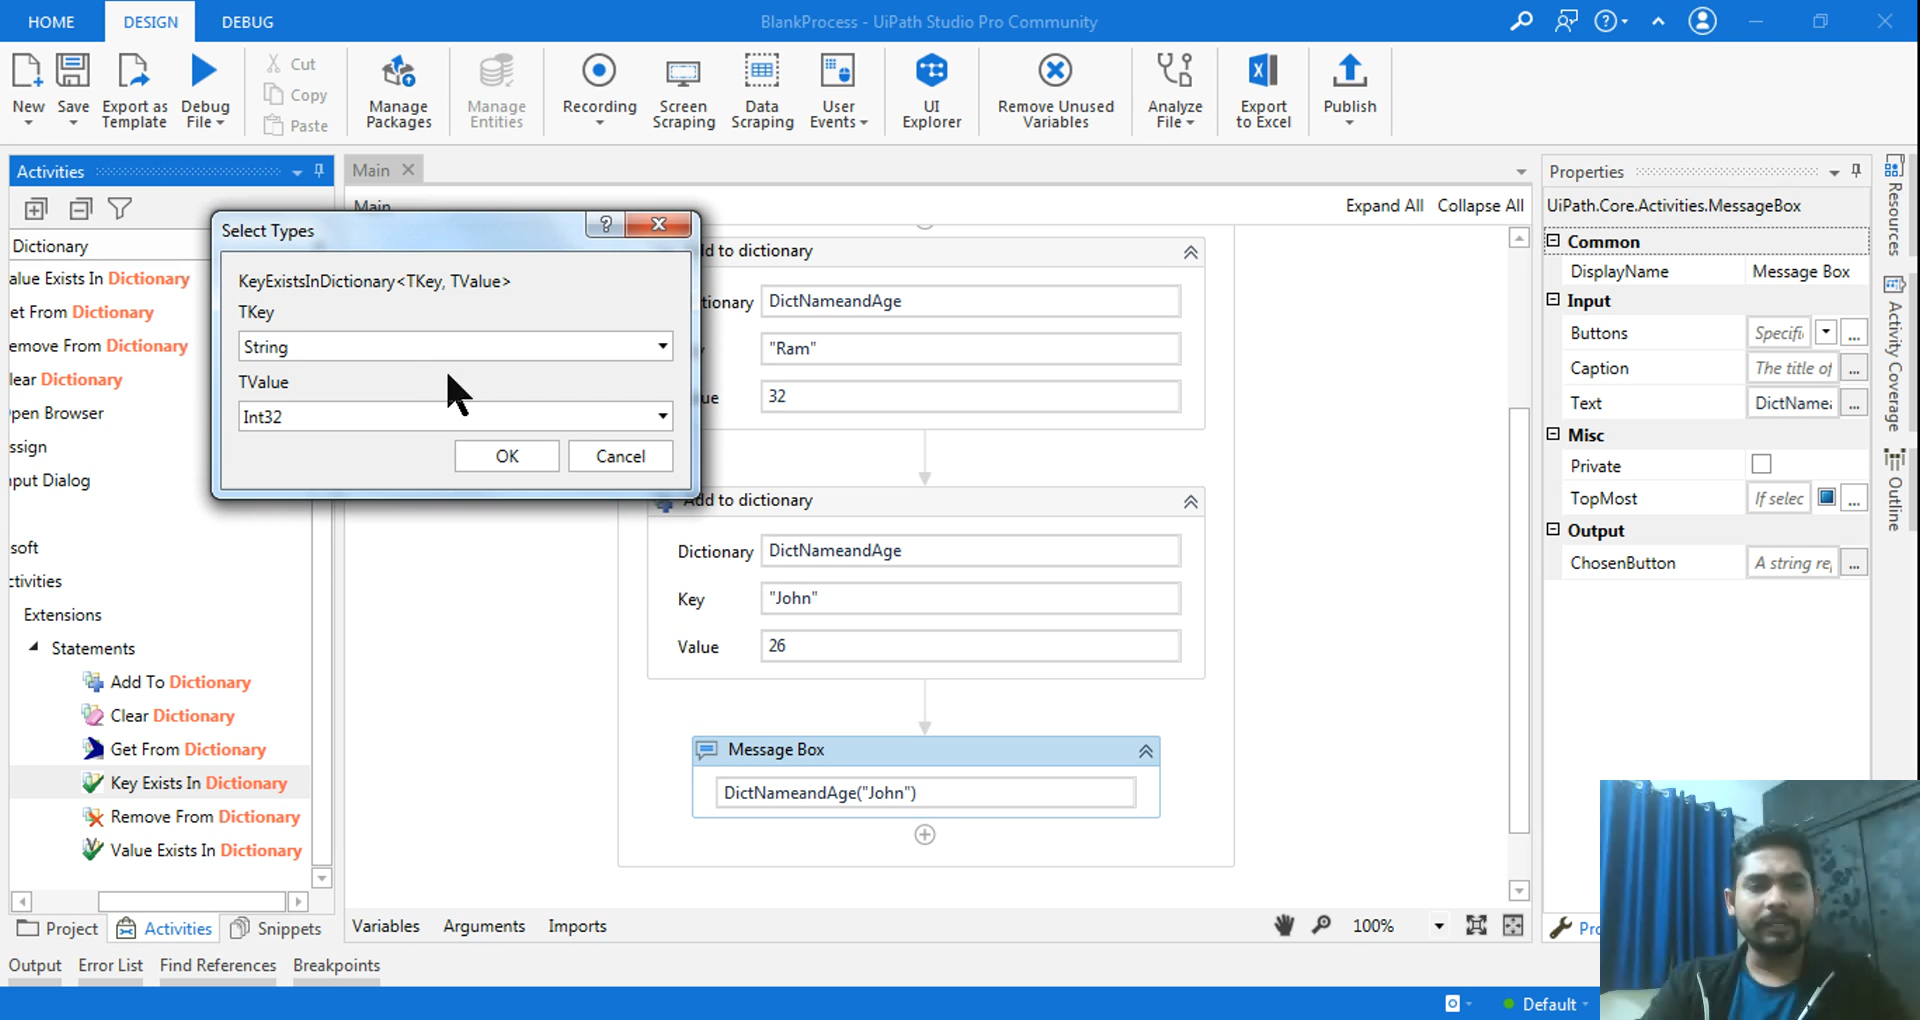 HOME DESIGN DEBUG
BlankProcess - UiPath Studio Pro Community
New
Save
Export as Template
Debug File
Cut
Copy
Paste
Manage Packages
Manage Entities
Recording
Screen Scraping
Data Scraping
User Events
UI Explorer
Remove Unused Variables
Analyze File
Export to Excel
Publish
Activities
Dictionary
alue Exists In Dictionary
et From Dictionary
emove From Dictionary
lear Dictionary
pen Browser
ssign
put Dialog
soft
ctivities
Extensions
Statements
Add To Dictionary
Clear Dictionary
Get From Dictionary
Key Exists In Dictionary
Remove From Dictionary
Value Exists In Dictionary
Project Activities Snippets
Select Types
?
KeyExistsInDictionary<TKey, TValue>
TKey
String
TValue
Int32
OK Cancel
Main
Main
Expand All Collapse All
dd to dictionary
tionary DictNameandAge
"Ram"
ue 32
Add to dictionary
Dictionary DictNameandAge
Key "John"
Value 26
Message Box
DictNameandAge("John")
Variables Arguments Imports
100%
Properties
UiPath.Core.Activities.MessageBox
Common
DisplayName Message Box
Input
Buttons Specifi ...
Caption The title of ...
Text DictName ...
Misc
Private
TopMost If selec ...
Output
ChosenButton A string re ...
Pro
Resources
Activity Coverage
Outline
Output Error List Find References Breakpoints
Default